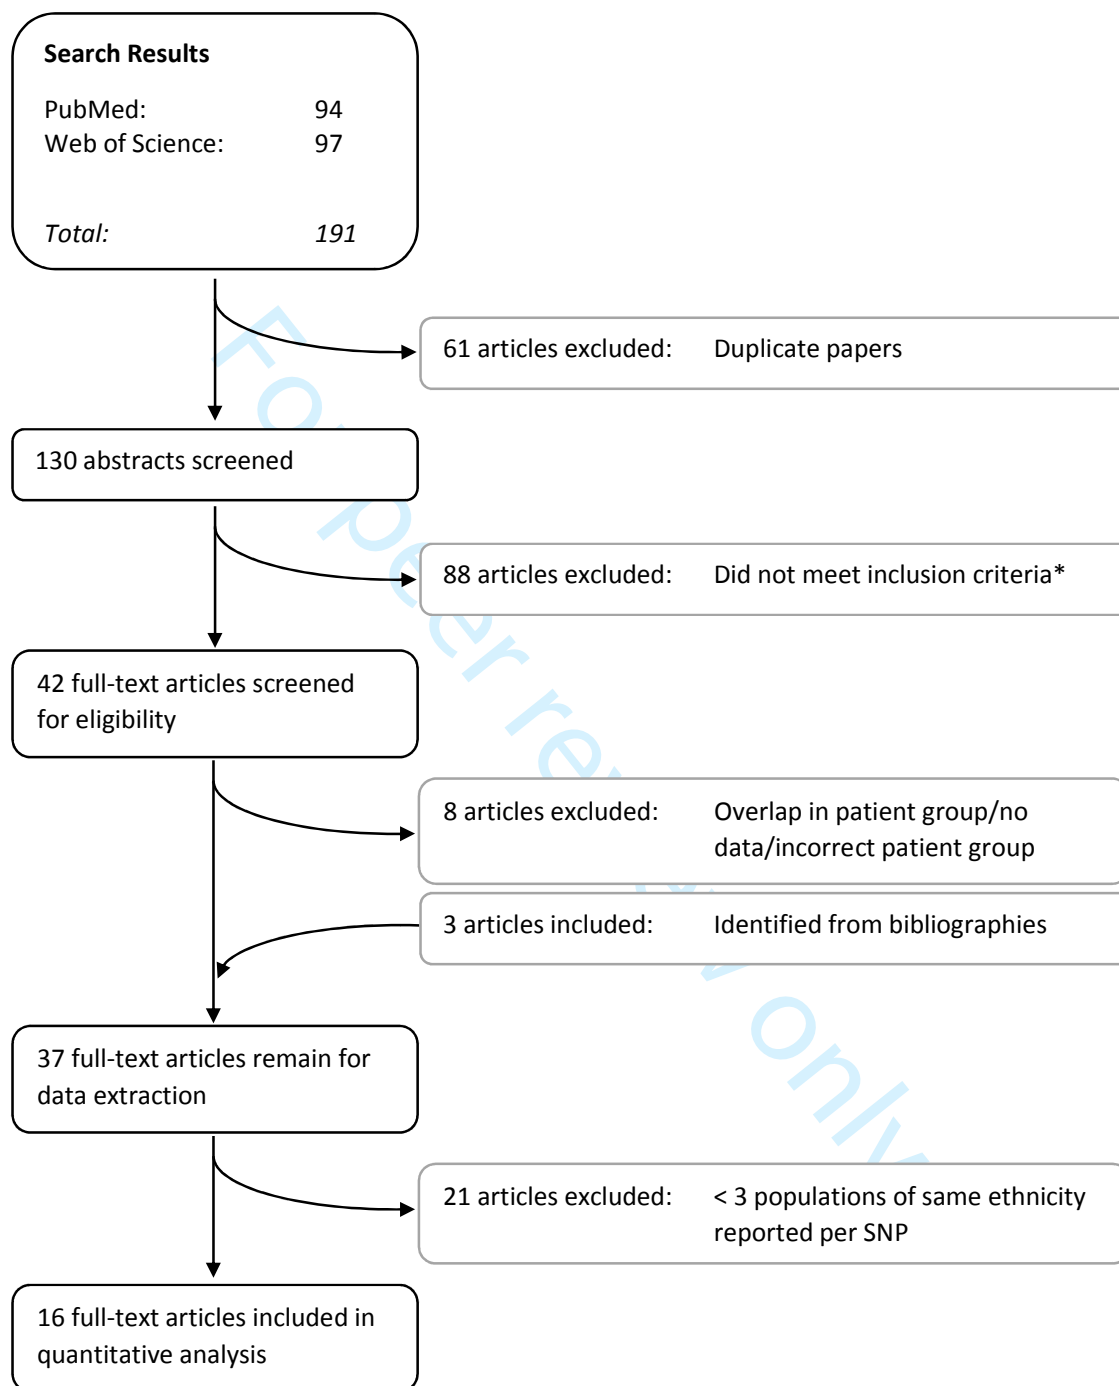 Search Results
PubMed: 94
Web of Science: 97
Total: 191
61 articles excluded: Duplicate papers
130 abstracts screened
88 articles excluded: Did not meet inclusion criteria*
42 full-text articles screened
for eligibility
8 articles excluded: Overlap in patient group/no
data/incorrect patient group
3 articles included: Identified from bibliographies
37 full-text articles remain for
data extraction
21 articles excluded: < 3 populations of same ethnicity
reported per SNP
16 full-text articles included in
quantitative analysis
For peer review only